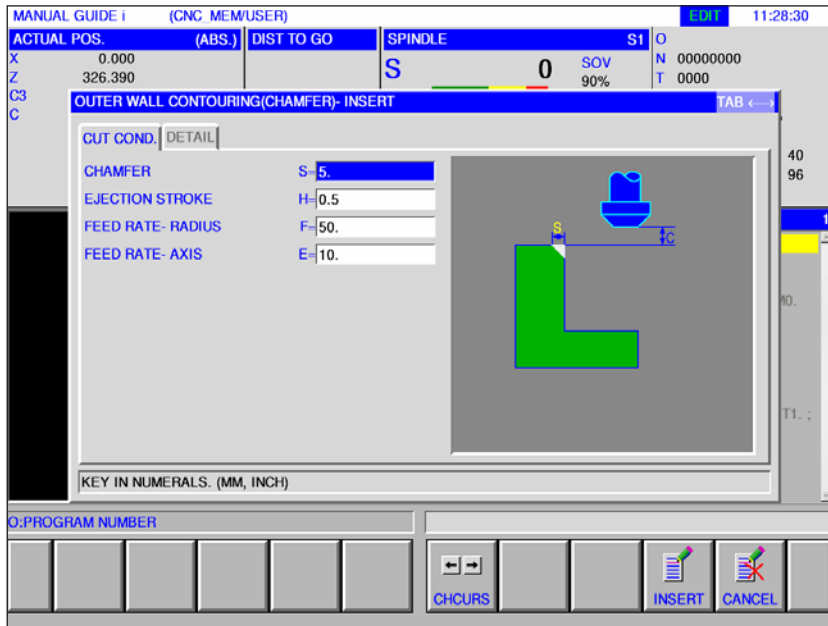 MANUAL GUIDE i (CNC_MEM/USER) EDIT 11:28:30
ACTUAL POS. (ABS.) DIST TO GO SPINDLE S1 O
X 0.000 N 00000000
Z 326.390 S 0 SOV 90% T 0000
C3
C
OUTER WALL CONTOURING(CHAMFER)- INSERT TAB ←→
CUT COND. DETAIL
CHAMFER S=5.
EJECTION STROKE H=0.5
FEED RATE- RADIUS F=50.
FEED RATE- AXIS E=10.
S
C
40
96
1
M0.
T1. ;
KEY IN NUMERALS. (MM, INCH)
O:PROGRAM NUMBER
CHCURS INSERT CANCEL